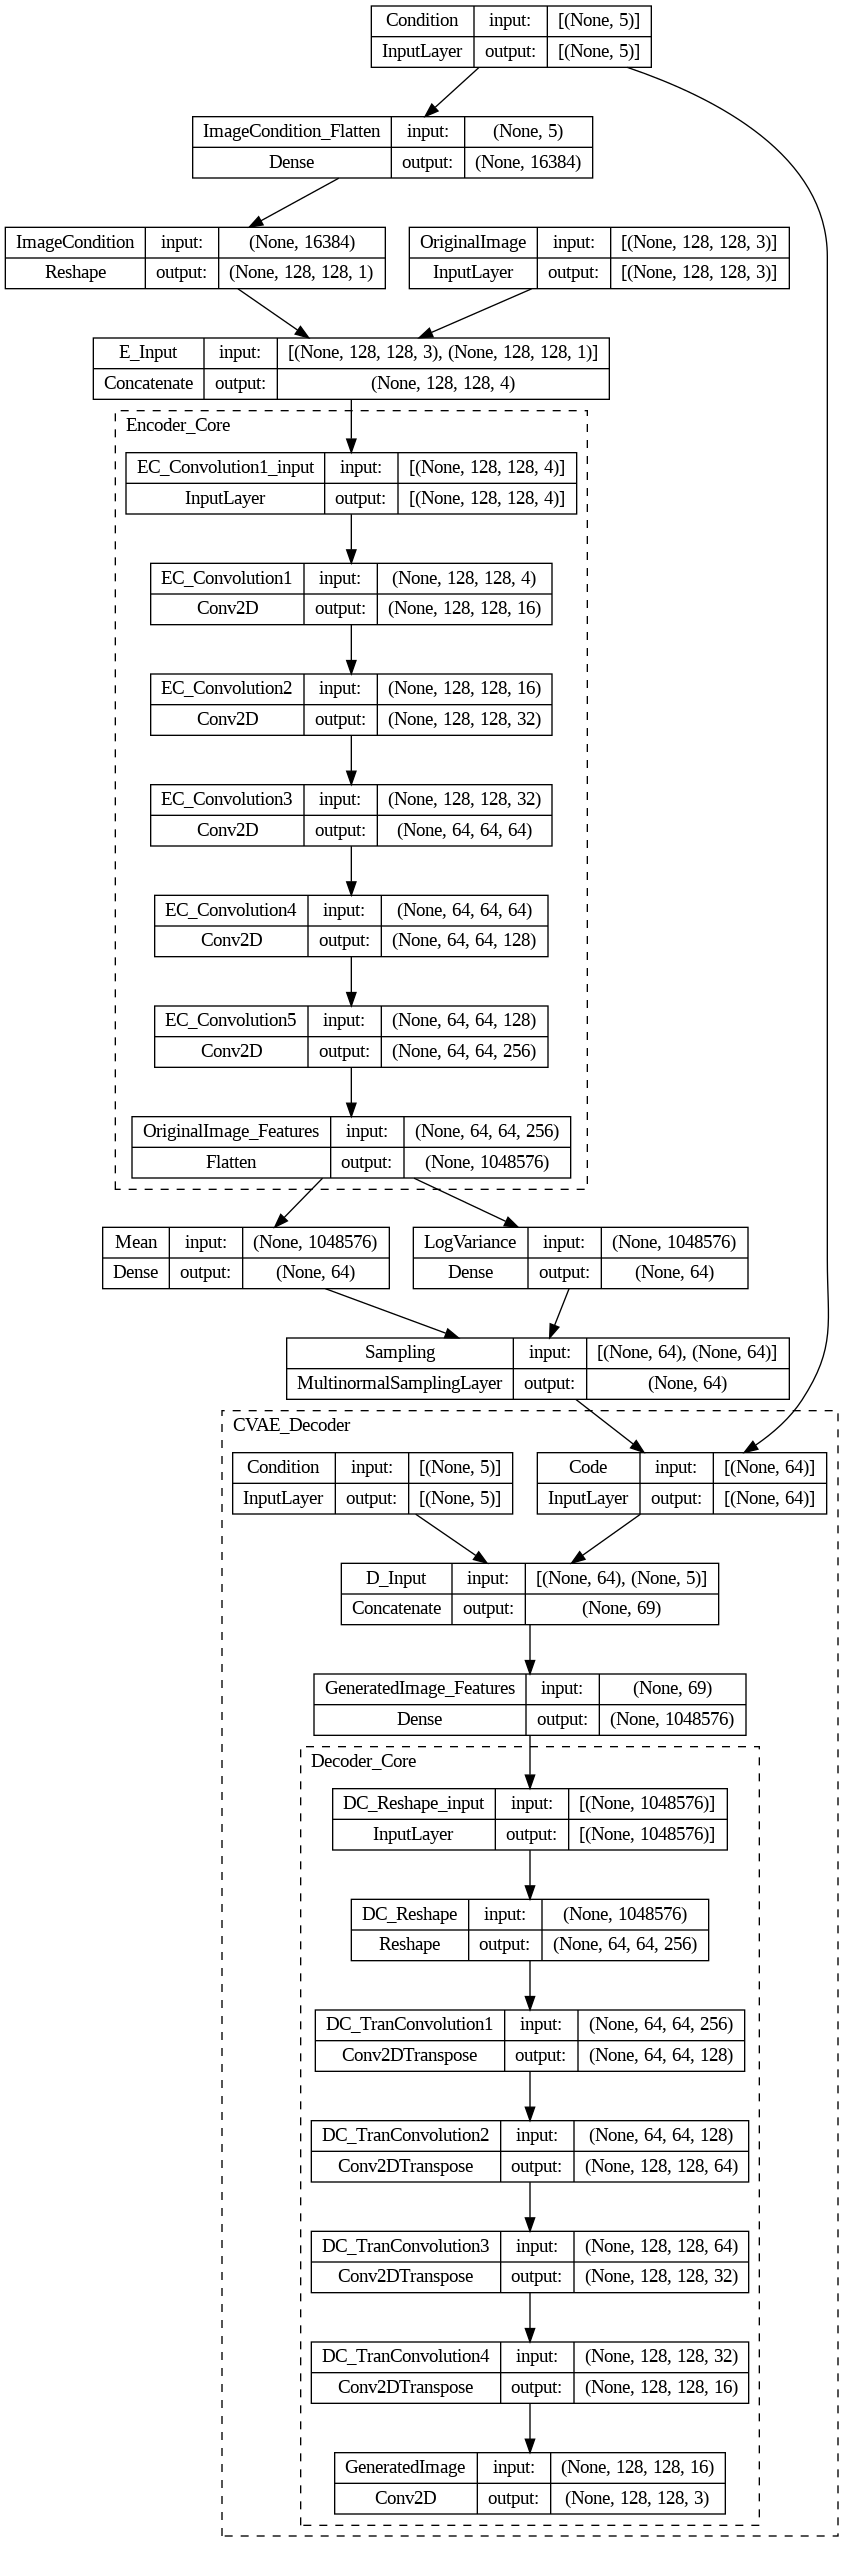 Condition input: [(None, 5)]
InputLayer output: [(None, 5)]
ImageCondition_Flatten input: (None, 5)
Dense output: (None, 16384)
ImageCondition input: (None, 16384)
Reshape output: (None, 128, 128, 1)
OriginalImage input: [(None, 128, 128, 3)]
InputLayer output: [(None, 128, 128, 3)]
E_Input input: [(None, 128, 128, 3), (None, 128, 128, 1)]
Concatenate output: (None, 128, 128, 4)
Encoder_Core
EC_Convolution1_input input: [(None, 128, 128, 4)]
InputLayer output: [(None, 128, 128, 4)]
EC_Convolution1 input: (None, 128, 128, 4)
Conv2D output: (None, 128, 128, 16)
EC_Convolution2 input: (None, 128, 128, 16)
Conv2D output: (None, 128, 128, 32)
EC_Convolution3 input: (None, 128, 128, 32)
Conv2D output: (None, 64, 64, 64)
EC_Convolution4 input: (None, 64, 64, 64)
Conv2D output: (None, 64, 64, 128)
EC_Convolution5 input: (None, 64, 64, 128)
Conv2D output: (None, 64, 64, 256)
OriginalImage_Features input: (None, 64, 64, 256)
Flatten output: (None, 1048576)
Mean input: (None, 1048576)
Dense output: (None, 64)
LogVariance input: (None, 1048576)
Dense output: (None, 64)
Sampling input: [(None, 64), (None, 64)]
MultinormalSamplingLayer output: (None, 64)
CVAE_Decoder
Condition input: [(None, 5)]
InputLayer output: [(None, 5)]
Code input: [(None, 64)]
InputLayer output: [(None, 64)]
D_Input input: [(None, 64), (None, 5)]
Concatenate output: (None, 69)
GeneratedImage_Features input: (None, 69)
Dense output: (None, 1048576)
Decoder_Core
DC_Reshape_input input: [(None, 1048576)]
InputLayer output: [(None, 1048576)]
DC_Reshape input: (None, 1048576)
Reshape output: (None, 64, 64, 256)
DC_TranConvolution1 input: (None, 64, 64, 256)
Conv2DTranspose output: (None, 64, 64, 128)
DC_TranConvolution2 input: (None, 64, 64, 128)
Conv2DTranspose output: (None, 128, 128, 64)
DC_TranConvolution3 input: (None, 128, 128, 64)
Conv2DTranspose output: (None, 128, 128, 32)
DC_TranConvolution4 input: (None, 128, 128, 32)
Conv2DTranspose output: (None, 128, 128, 16)
GeneratedImage input: (None, 128, 128, 16)
Conv2D output: (None, 128, 128, 3)